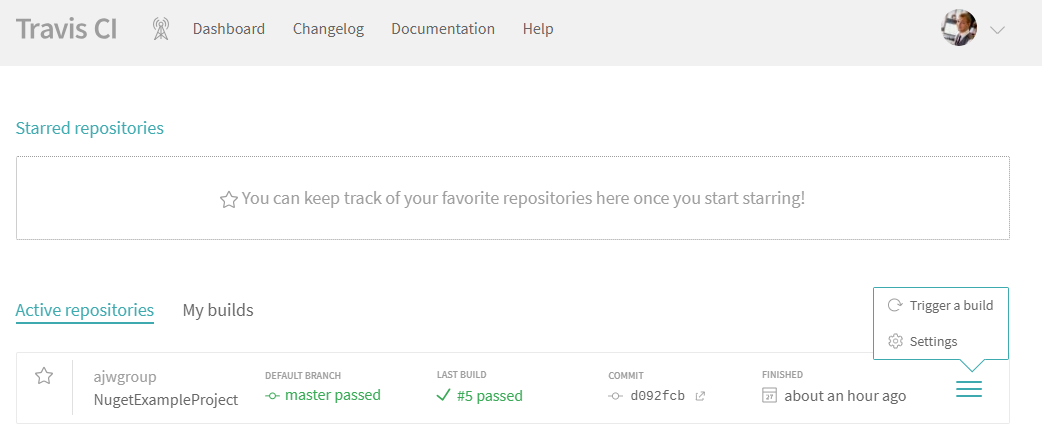 Travis CI Dashboard Changelog Documentation Help
Starred repositories
You can keep track of your favorite repositories here once you start starring!
Active repositories My builds
Trigger a build
Settings
ajwgroup
NugetExampleProject
DEFAULT BRANCH
master passed
LAST BUILD
#5 passed
COMMIT
d092fcb
FINISHED
27 about an hour ago